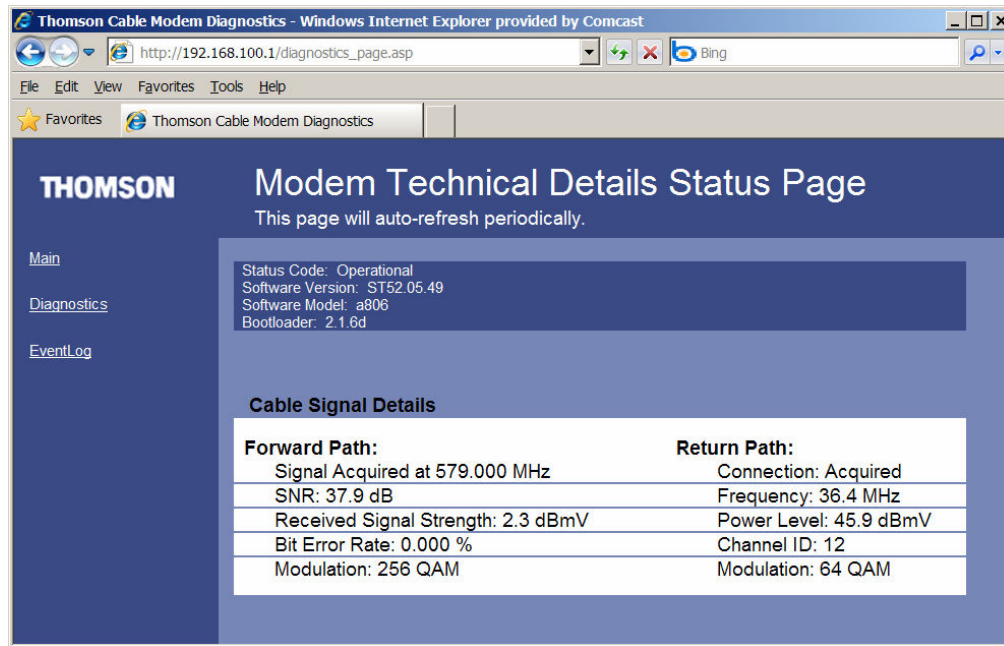 Thomson Cable Modem Diagnostics - Windows Internet Explorer provided by Comcast
http://192.168.100.1/diagnostics_page.asp
Bing
File Edit View Favorites Tools Help
Favorites
Thomson Cable Modem Diagnostics
THOMSON
Modem Technical Details Status Page
This page will auto-refresh periodically.
Main
Diagnostics
EventLog
Status Code: Operational
Software Version: ST52.05.49
Software Model: a806
Bootloader: 2.1.6d
Cable Signal Details
Forward Path: Return Path:
Signal Acquired at 579.000 MHz Connection: Acquired
SNR: 37.9 dB Frequency: 36.4 MHz
Received Signal Strength: 2.3 dBmV Power Level: 45.9 dBmV
Bit Error Rate: 0.000 % Channel ID: 12
Modulation: 256 QAM Modulation: 64 QAM